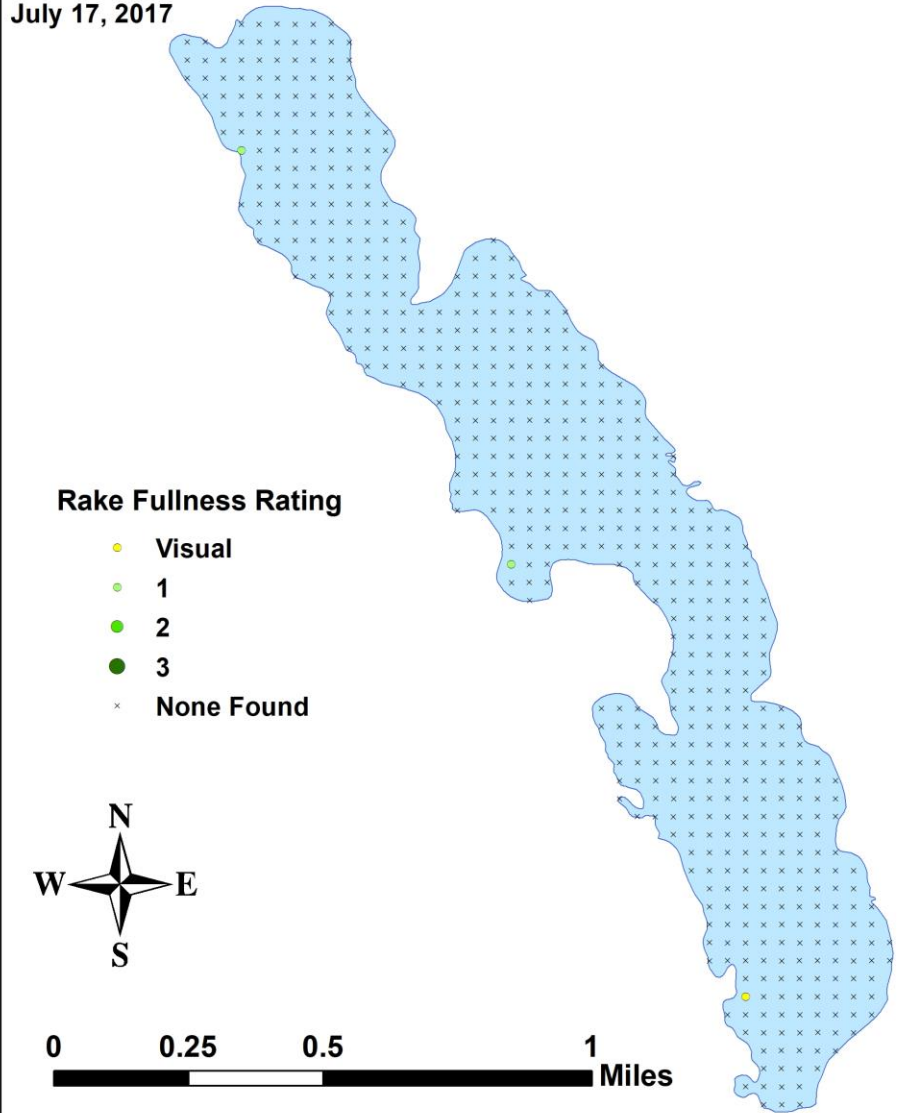 July 17, 2017
Rake Fullness Rating
Visual
1
2
3
None Found
N
W E
S
0 0.25 0.5 1
Miles